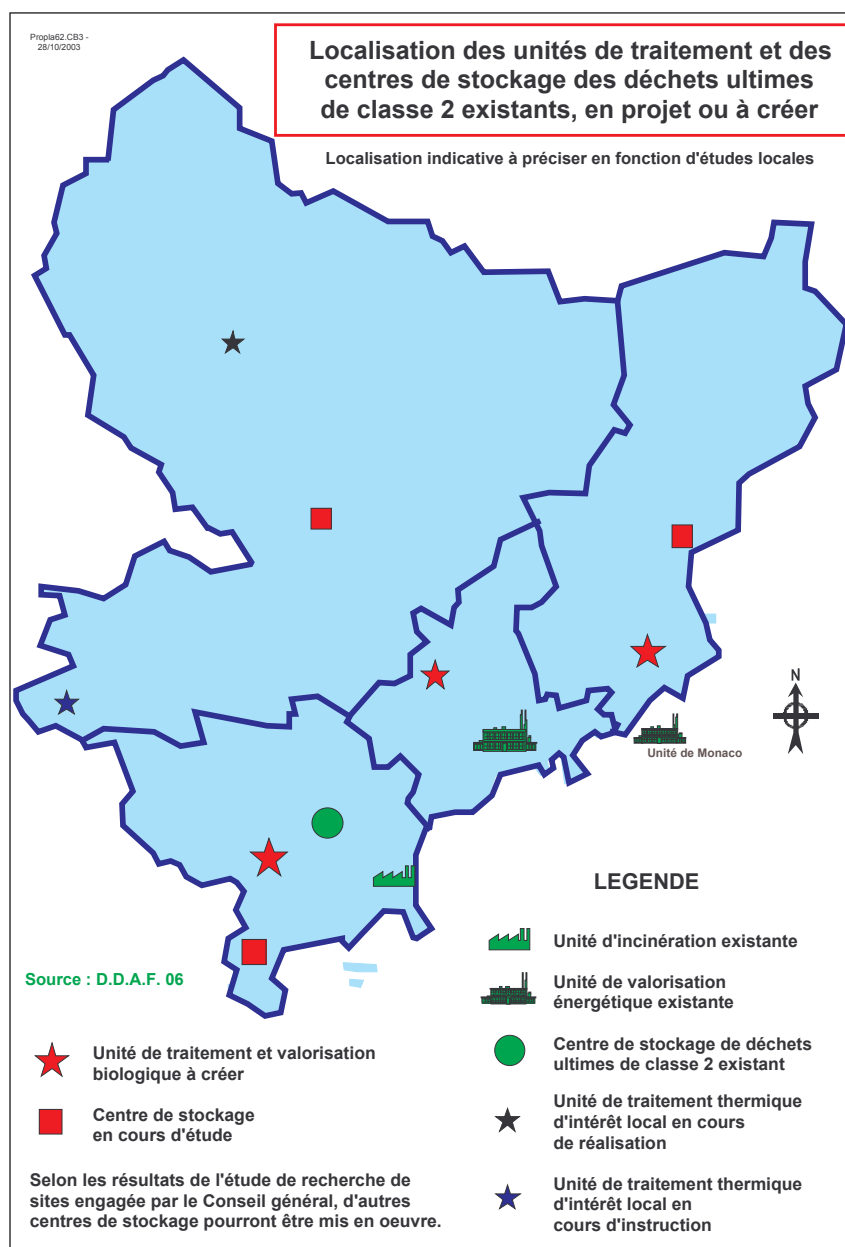 Propla62.CB3 -
28/10/2003
Localisation des unités de traitement et des
centres de stockage des déchets ultimes
de classe 2 existants, en projet ou à créer
Localisation indicative à préciser en fonction d'études locales
N
Unité de Monaco
LEGENDE
Unité d'incinération existante
Unité de valorisation
énergétique existante
Centre de stockage de déchets
ultimes de classe 2 existant
Unité de traitement thermique
d'intérêt local en cours
de réalisation
Unité de traitement thermique
d'intérêt local en
cours d'instruction
Source : D.D.A.F. 06
Unité de traitement et valorisation
biologique à créer
Centre de stockage
en cours d'étude
Selon les résultats de l'étude de recherche de
sites engagée par le Conseil général, d'autres
centres de stockage pourront être mis en oeuvre.